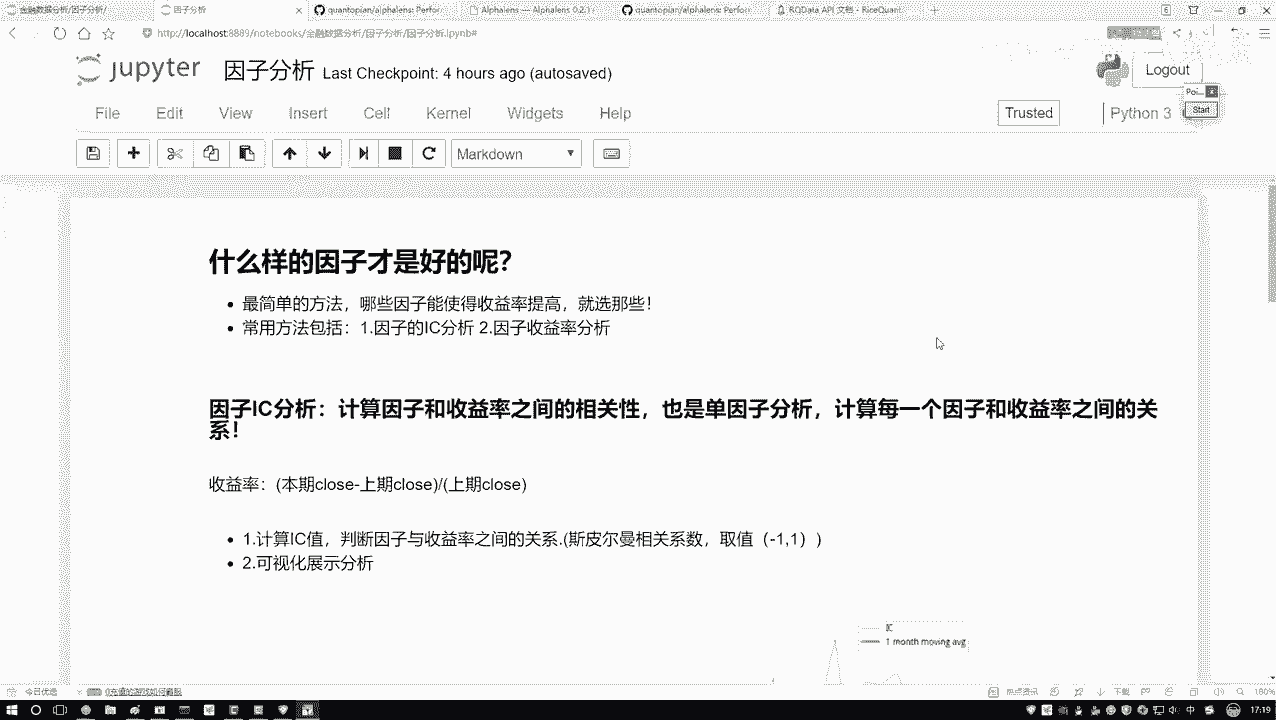 金融数据分析/因子分析/
因子分析
quantopian/alphalens: Perfor
Alphalens — Alphalens 0.2.1
quantopian/alphalens: Perfor
RQData API 文档 - RiceQuant
http://localhost:8889/notebooks/金融数据分析/因子分析/因子分析.ipynb#
jupyter 因子分析 Last Checkpoint: 4 hours ago (autosaved)
Logout
File Edit View Insert Cell Kernel Widgets Help
Trusted Python 3
Start
Markdown
什么样的因子才是好的呢?
最简单的方法，哪些因子能使得收益率提高，就选那些！
常用方法包括：1.因子的IC分析 2.因子收益率分析
因子IC分析：计算因子和收益率之间的相关性，也是单因子分析，计算每一个因子和收益率之间的关
系！
收益率：(本期close-上期close)/(上期close)
1.计算IC值，判断因子与收益率之间的关系.(斯皮尔曼相关系数，取值（-1,1）)
2.可视化展示分析
IC
1 month moving avg
今日优选
下载
180%
中
17:19